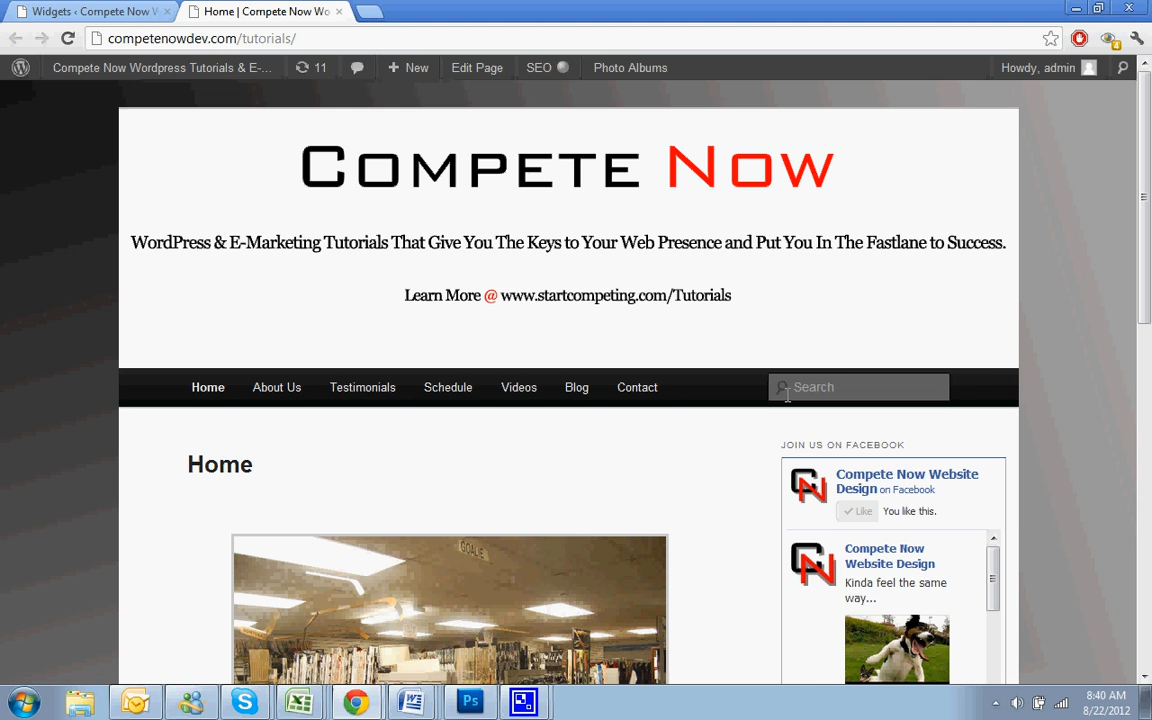 Widgets ‹ Compete Now W
Home | Compete Now Wo
competenowdev.com/tutorials/
4
Compete Now Wordpress Tutorials & E-... 11 New Edit Page SEO Photo Albums Howdy, admin
COMPETE NOW
WordPress & E-Marketing Tutorials That Give You The Keys to Your Web Presence and Put You In The Fastlane to Success.
Learn More @ www.startcompeting.com/Tutorials
Home About Us Testimonials Schedule Videos Blog Contact Search
JOIN US ON FACEBOOK
Home
Compete Now Website
Design on Facebook
Like You like this.
Compete Now
Website Design
Kinda feel the same
way...
GOALIE
Ps
8:40 AM
8/22/2012